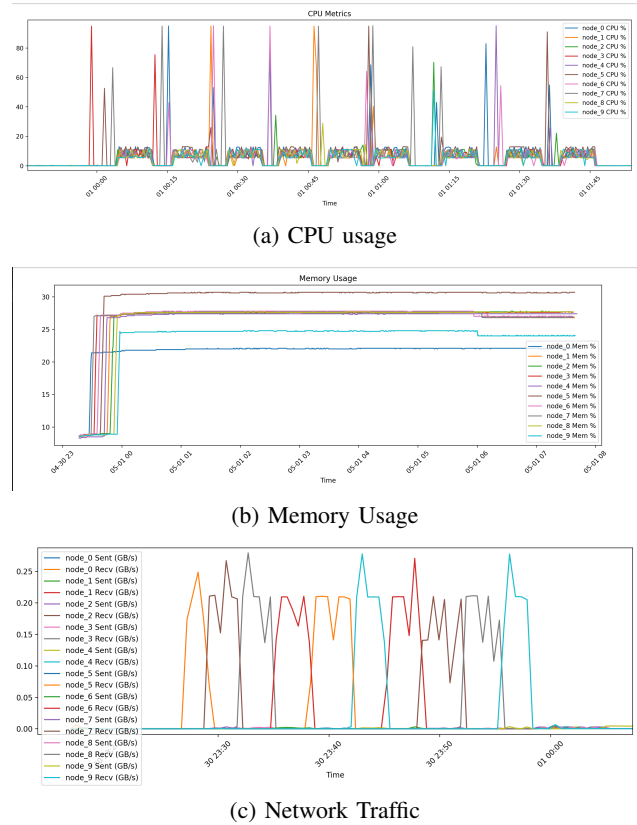 CPU Metrics
80
60
40
20
0
node_0 CPU %
node_1 CPU %
node_2 CPU %
node_3 CPU %
node_4 CPU %
node_5 CPU %
node_6 CPU %
node_7 CPU %
node_8 CPU %
node_9 CPU %
01 00:00
01 00:15
01 00:30
01 00:45
01 01:00
01 01:15
01 01:30
01 01:45
Time
(a) CPU usage
Memory Usage
30
25
20
15
10
node_0 Mem %
node_1 Mem %
node_2 Mem %
node_3 Mem %
node_4 Mem %
node_5 Mem %
node_6 Mem %
node_7 Mem %
node_8 Mem %
node_9 Mem %
04-30 23
05-01 00
05-01 01
05-01 02
05-01 03
05-01 04
05-01 05
05-01 06
05-01 07
05-01 08
Time
(b) Memory Usage
0.25
0.20
0.15
0.10
0.05
0.00
node_0 Sent (GB/s)
node_0 Recv (GB/s)
node_1 Sent (GB/s)
node_1 Recv (GB/s)
node_2 Sent (GB/s)
node_2 Recv (GB/s)
node_3 Sent (GB/s)
node_3 Recv (GB/s)
node_4 Sent (GB/s)
node_4 Recv (GB/s)
node_5 Sent (GB/s)
node_5 Recv (GB/s)
node_6 Sent (GB/s)
node_6 Recv (GB/s)
node_7 Sent (GB/s)
node_7 Recv (GB/s)
node_8 Sent (GB/s)
node_8 Recv (GB/s)
node_9 Sent (GB/s)
node_9 Recv (GB/s)
30 23:30
30 23:40
30 23:50
01 00:00
Time
(c) Network Traffic